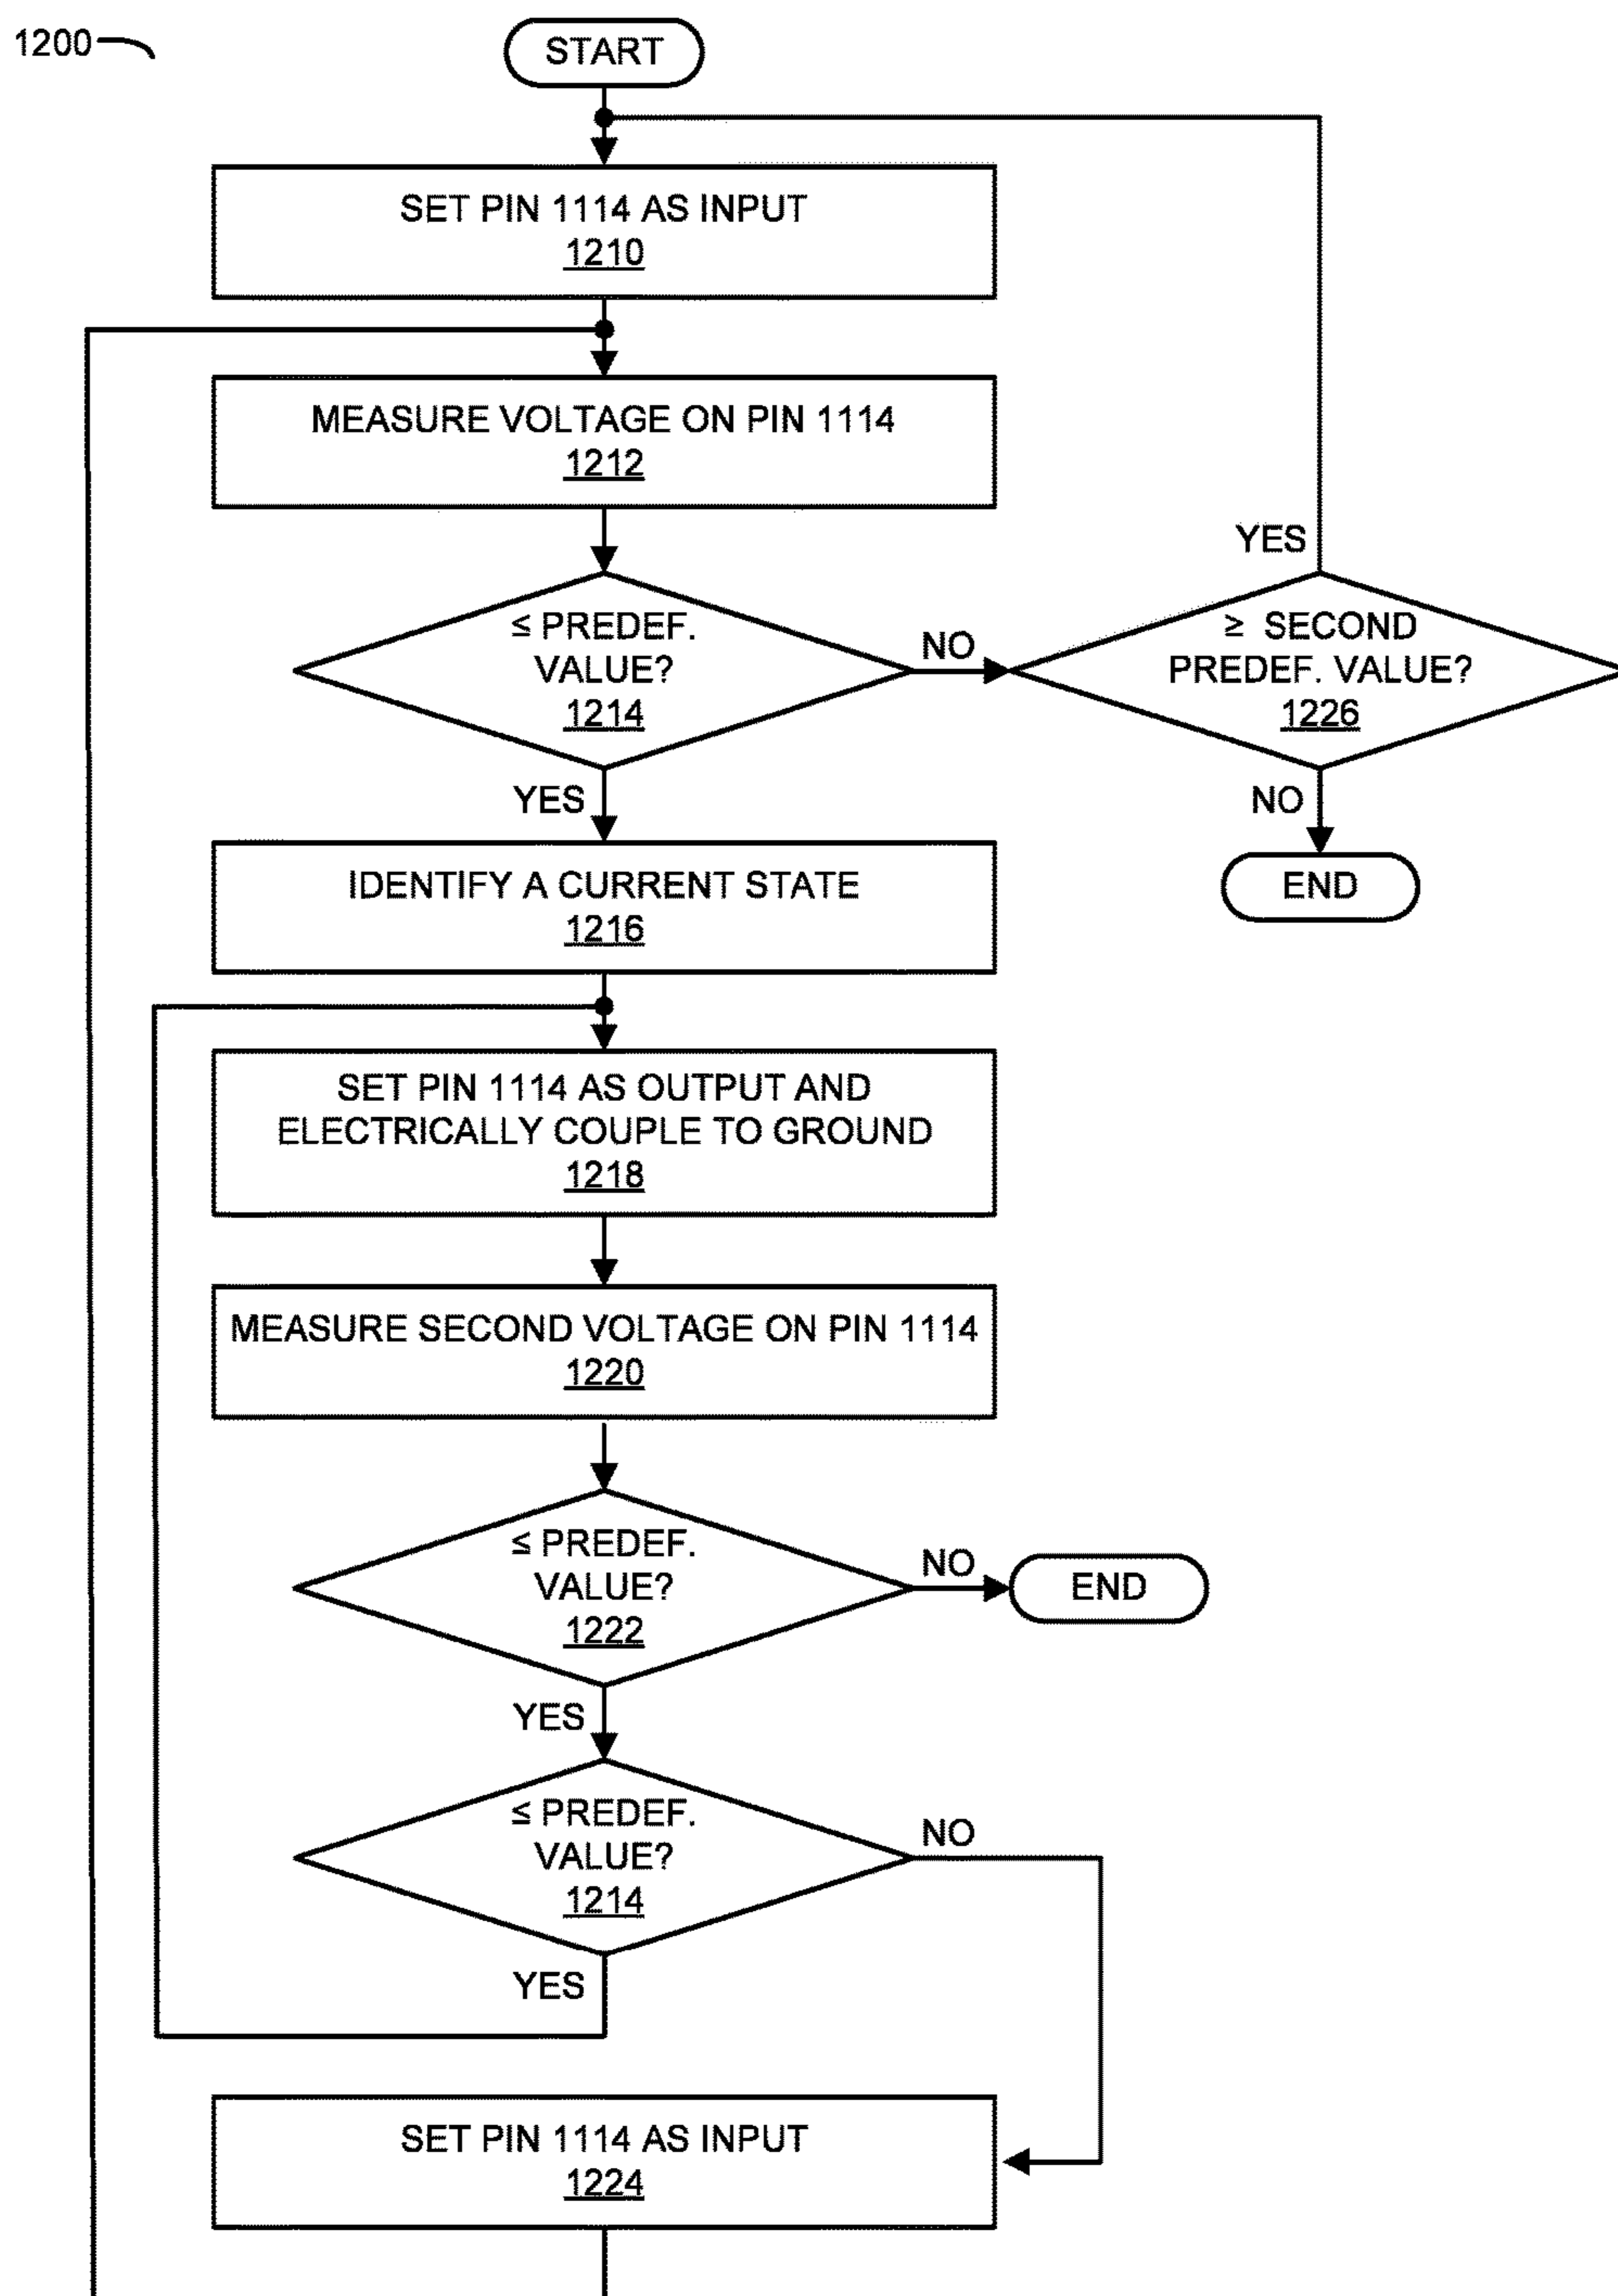 1200
START
SET PIN 1114 AS INPUT
1210
MEASURE VOLTAGE ON PIN 1114
1212
≤ PREDEF.
VALUE?
1214
NO
YES
≥ SECOND
PREDEF. VALUE?
1226
YES
NO
END
IDENTIFY A CURRENT STATE
1216
SET PIN 1114 AS OUTPUT AND
ELECTRICALLY COUPLE TO GROUND
1218
MEASURE SECOND VOLTAGE ON PIN 1114
1220
≤ PREDEF.
VALUE?
1222
NO
END
YES
≤ PREDEF.
VALUE?
1214
NO
YES
SET PIN 1114 AS INPUT
1224